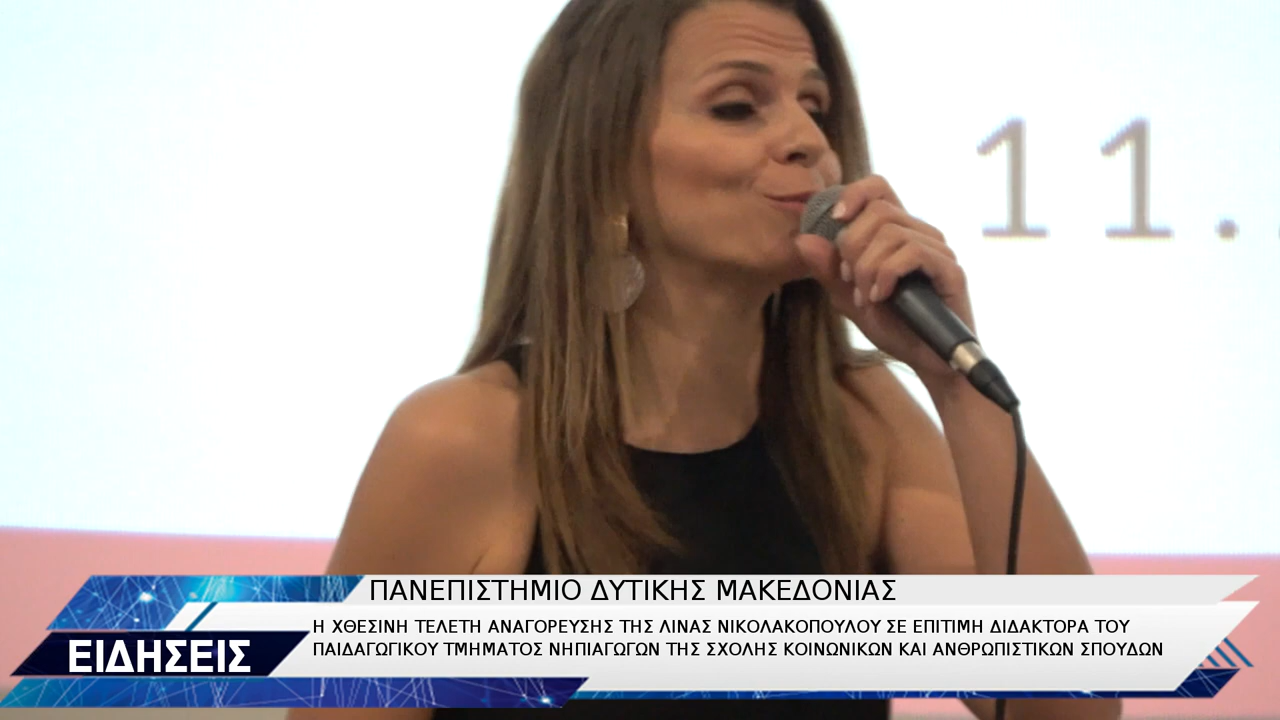 11.
ΠΑΝΕΠΙΣΤΗΜΙΟ ΔΥΤΙΚΗΣ ΜΑΚΕΔΟΝΙΑΣ
Η ΧΘΕΣΙΝΗ ΤΕΛΕΤΗ ΑΝΑΓΟΡΕΥΣΗΣ ΤΗΣ ΛΙΝΑΣ ΝΙΚΟΛΑΚΟΠΟΥΛΟΥ ΣΕ ΕΠΙΤΙΜΗ ΔΙΔΑΚΤΟΡΑ ΤΟΥ
ΠΑΙΔΑΓΩΓΙΚΟΥ ΤΜΗΜΑΤΟΣ ΝΗΠΙΑΓΩΓΩΝ ΤΗΣ ΣΧΟΛΗΣ ΚΟΙΝΩΝΙΚΩΝ ΚΑΙ ΑΝΘΡΩΠΙΣΤΙΚΩΝ ΣΠΟΥΔΩΝ
ΕΙΔΗΣΕΙΣ